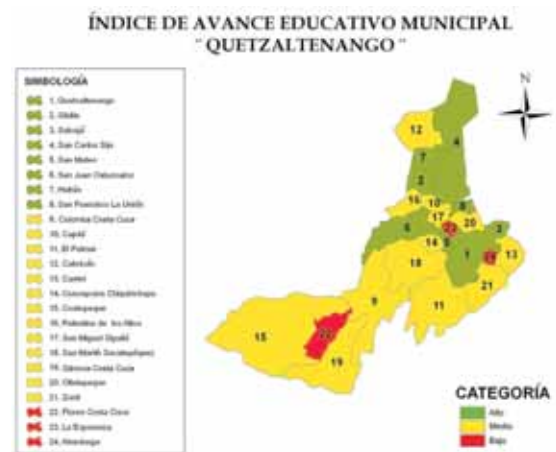 ÍNDICE DE AVANCE EDUCATIVO MUNICIPAL
¨ QUETZALTENANGO ¨
SIMBOLOGÍA
1, Quetzaltenango
2, Sibilia
3, Salcajá
4, San Carlos Sija
5, San Mateo
6, San Juan Ostuncalco
7, Huitán
8, San Francisco La Unión
9, Colomba Costa Cuca
10, Cajolá
11, El Palmar
12, Cabricán
13, Cantel
14, Concepción Chiquirichapa
15, Coatepeque
16, Palestina de los Altos
17, San Miguel Sigüilá
18, San Martín Sacatepéquez
19, Génova Costa Cuca
20, Olintepeque
21, Zunil
22, Flores Costa Cuca
23, La Esperanza
24, Almolonga
N
12
4
7
2
16
10
8
17
20
23
6
3
14
5
1
24
13
18
21
9
11
15
22
19
CATEGORÍA
Alto
Medio
Bajo